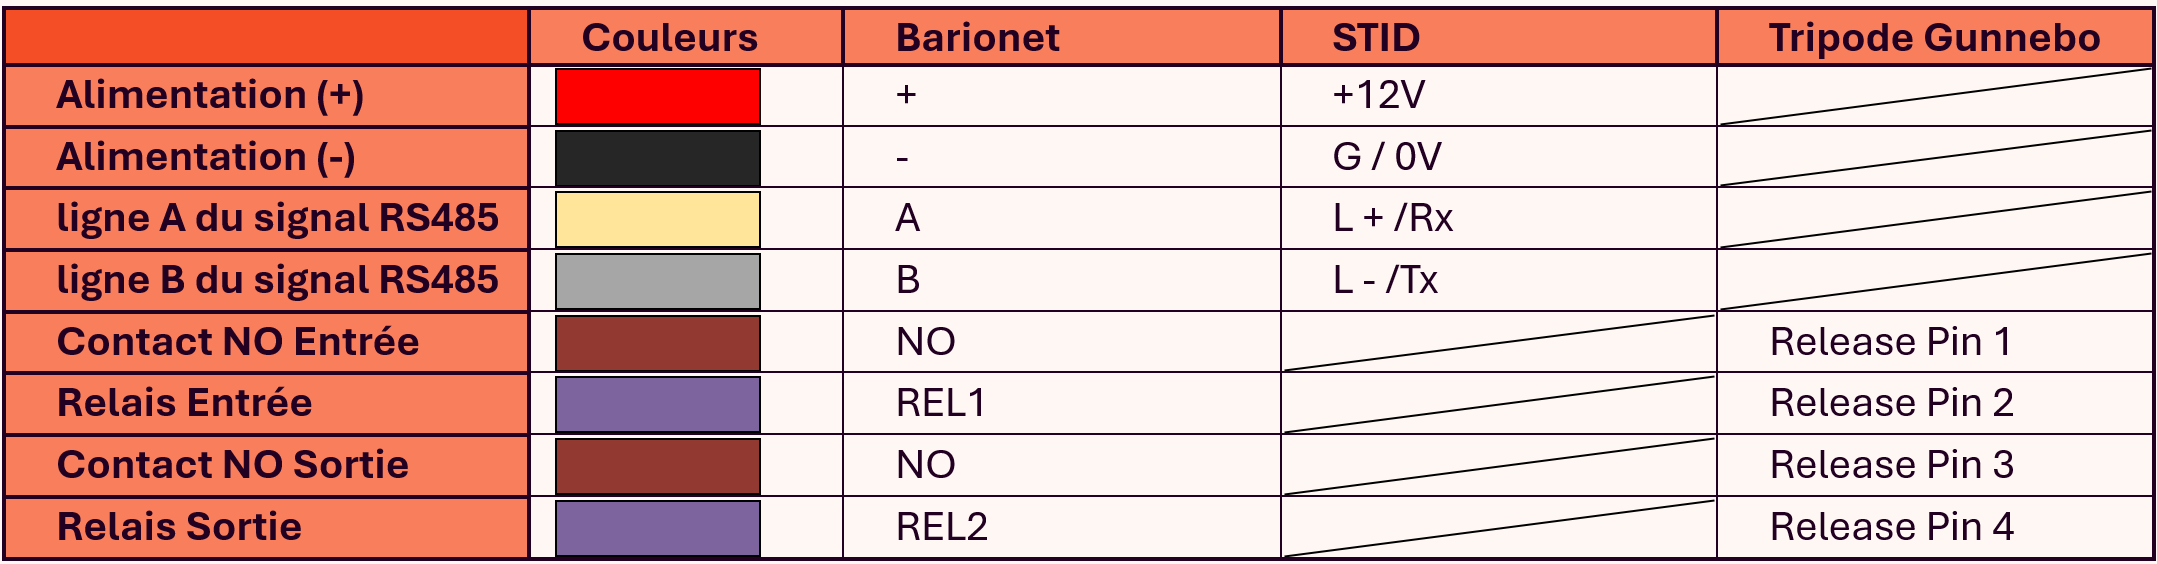 Couleurs Barionet STID Tripode Gunnebo
Alimentation (+) + +12V
Alimentation (-) - G / 0V
ligne A du signal RS485 A L + /Rx
ligne B du signal RS485 B L - /Tx
Contact NO Entrée NO Release Pin 1
Relais Entrée REL1 Release Pin 2
Contact NO Sortie NO Release Pin 3
Relais Sortie REL2 Release Pin 4